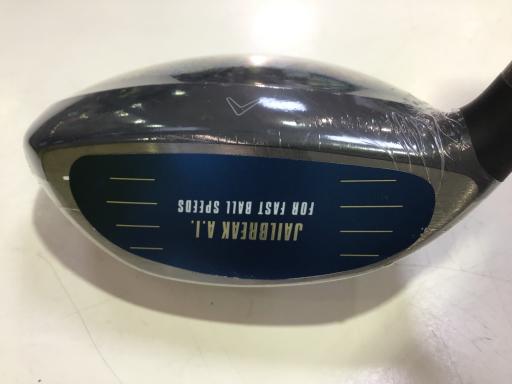 JAILBREAK A.I.
FOR FAST BALL SPEEDS